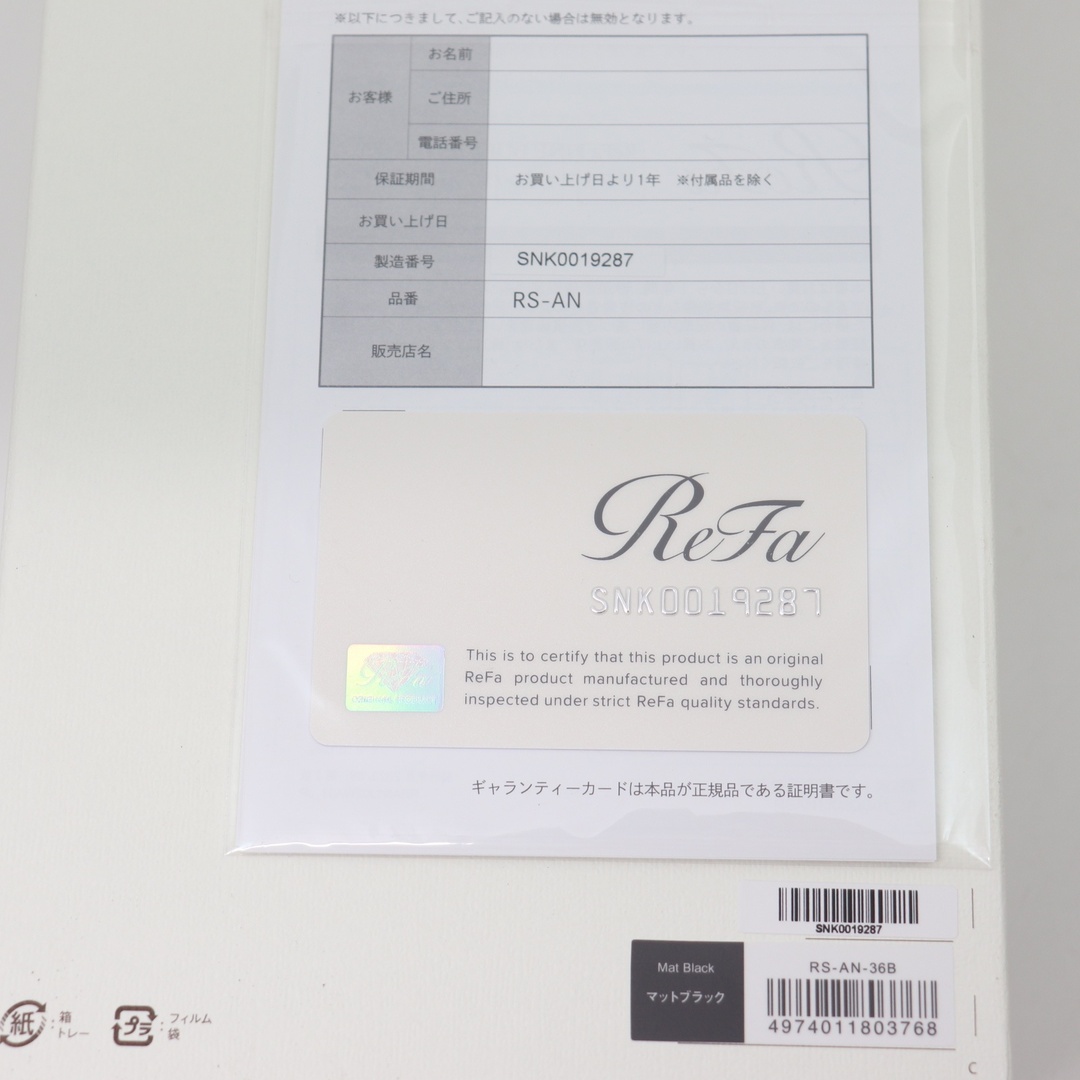 ※以下につきまして、ご記入のない場合は無効となります。
お客様
お名前
ご住所
電話番号
保証期間 お買い上げ日より1年 ※付属品を除く
お買い上げ日
製造番号 SNK0019287
品番 RS-AN
販売店名
ReFa
SNK0019287
This is to certify that this product is an original
ReFa product manufactured and thoroughly
inspected under strict ReFa quality standards.
ReFa
ギャランティーカードは本品が正規品である証明書です。
SNK0019287
Mat Black
マットブラック
RS-AN-36B
4974011803768
紙 : 箱
トレー
プラ : フィルム
袋
C